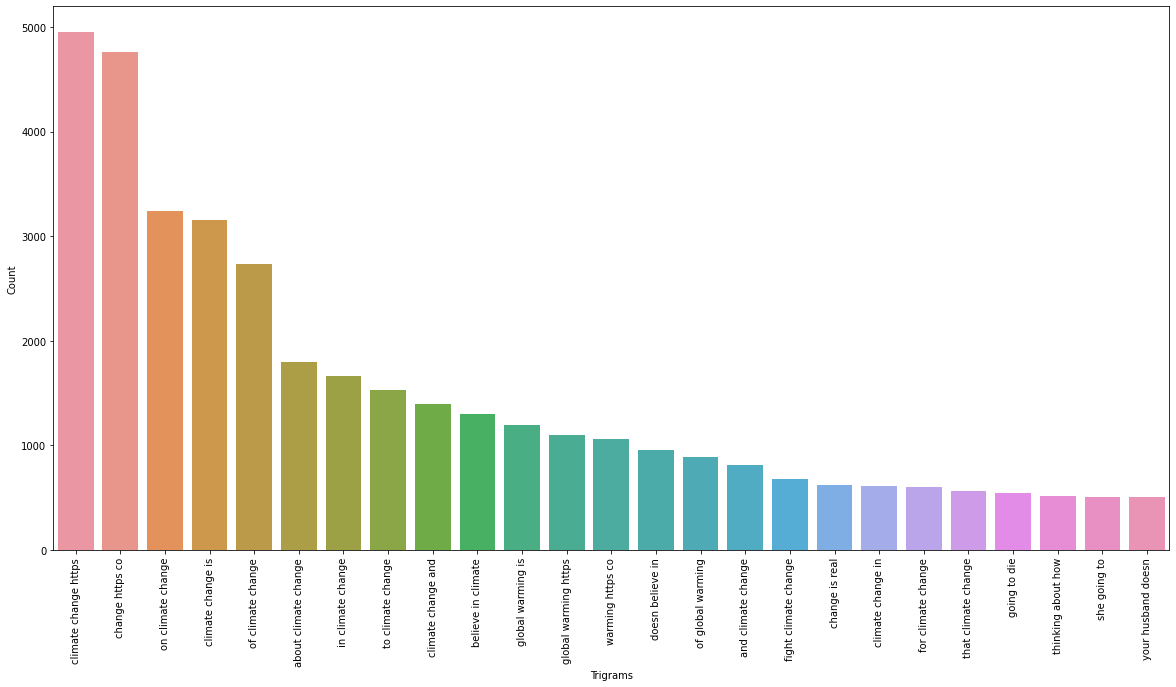 5000
4000
3000
2000
1000
0
Count
climate change https
change https co
on climate change
climate change is
of climate change
about climate change
in climate change
to climate change
climate change and
believe in climate
global warming is
global warming https
warming https co
doesn believe in
of global warming
and climate change
fight climate change
change is real
climate change in
for climate change
that climate change
going to die
thinking about how
she going to
your husband doesn
Trigrams